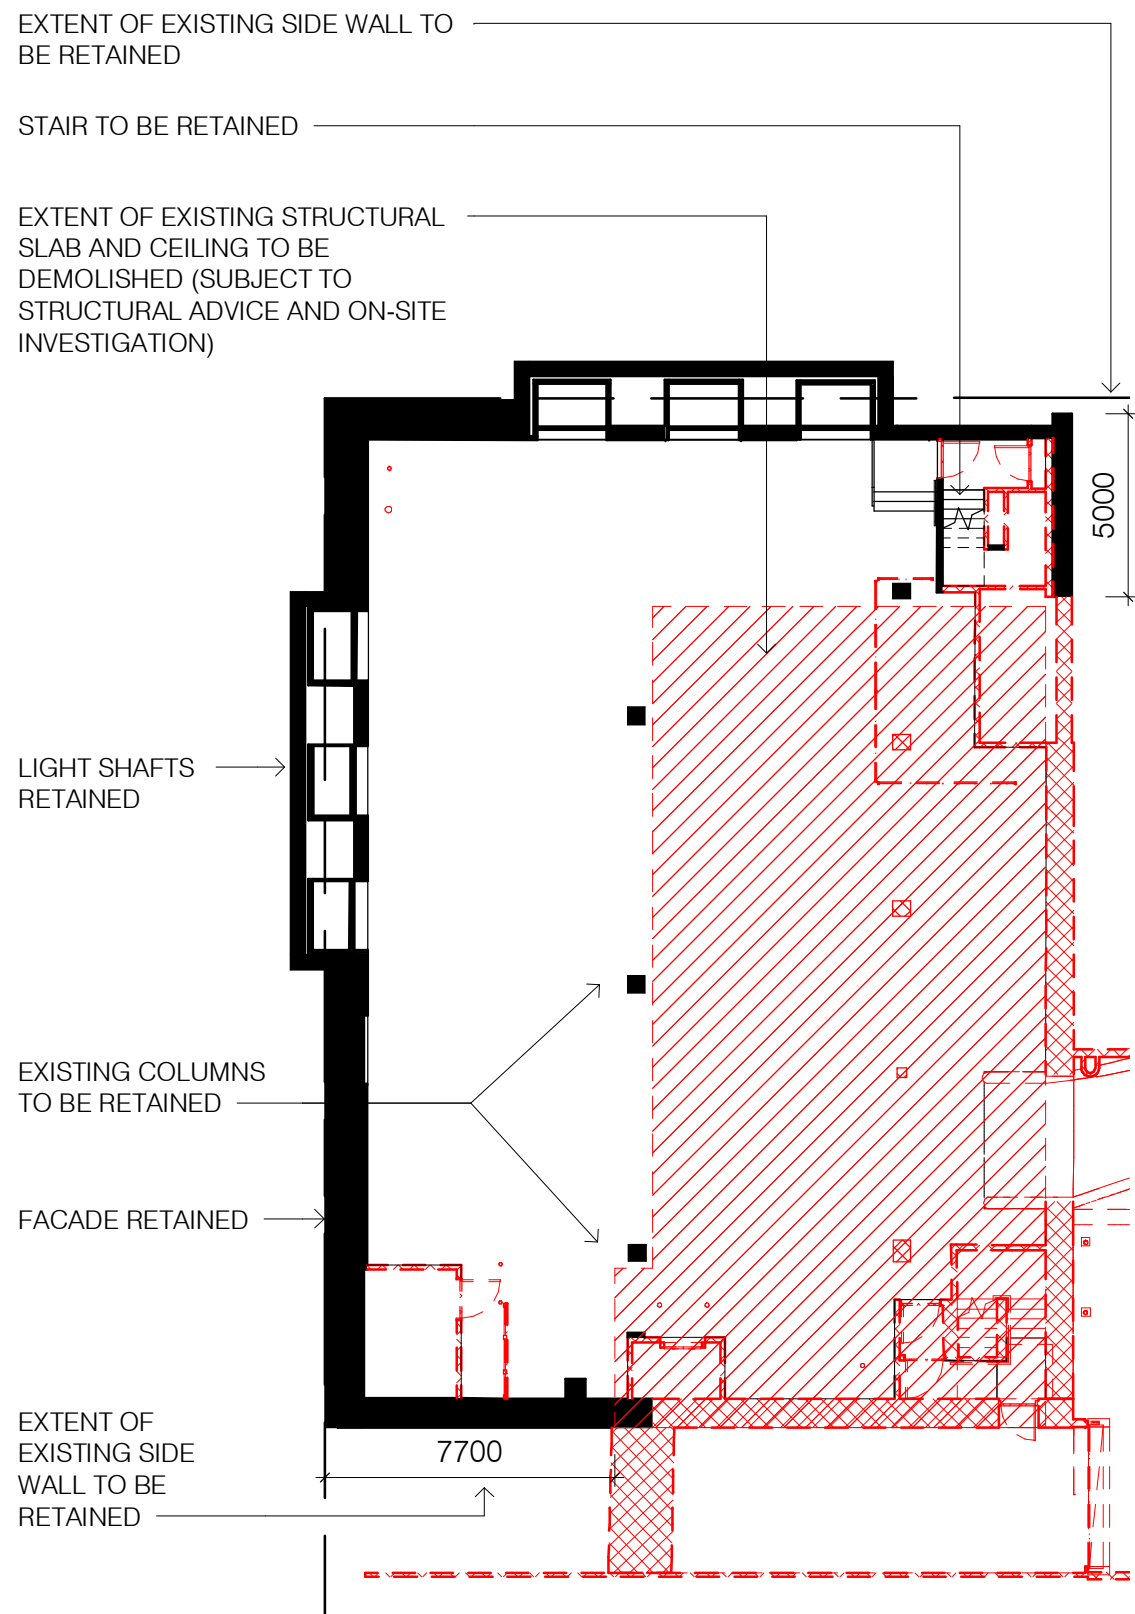 EXTENT OF EXISTING SIDE WALL TO
BE RETAINED
STAIR TO BE RETAINED
EXTENT OF EXISTING STRUCTURAL
SLAB AND CEILING TO BE
DEMOLISHED (SUBJECT TO
STRUCTURAL ADVICE AND ON-SITE
INVESTIGATION)
5000
LIGHT SHAFTS
RETAINED
EXISTING COLUMNS
TO BE RETAINED
FACADE RETAINED
EXTENT OF
EXISTING SIDE
WALL TO BE
RETAINED
7700